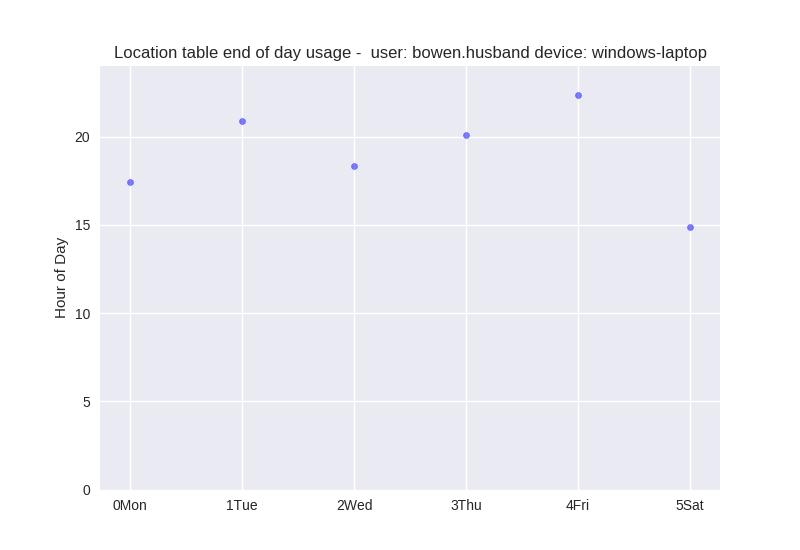 Location table end of day usage -  user: bowen.husband device: windows-laptop
Hour of Day
20
15
10
5
0
0Mon 1Tue 2Wed 3Thu 4Fri 5Sat